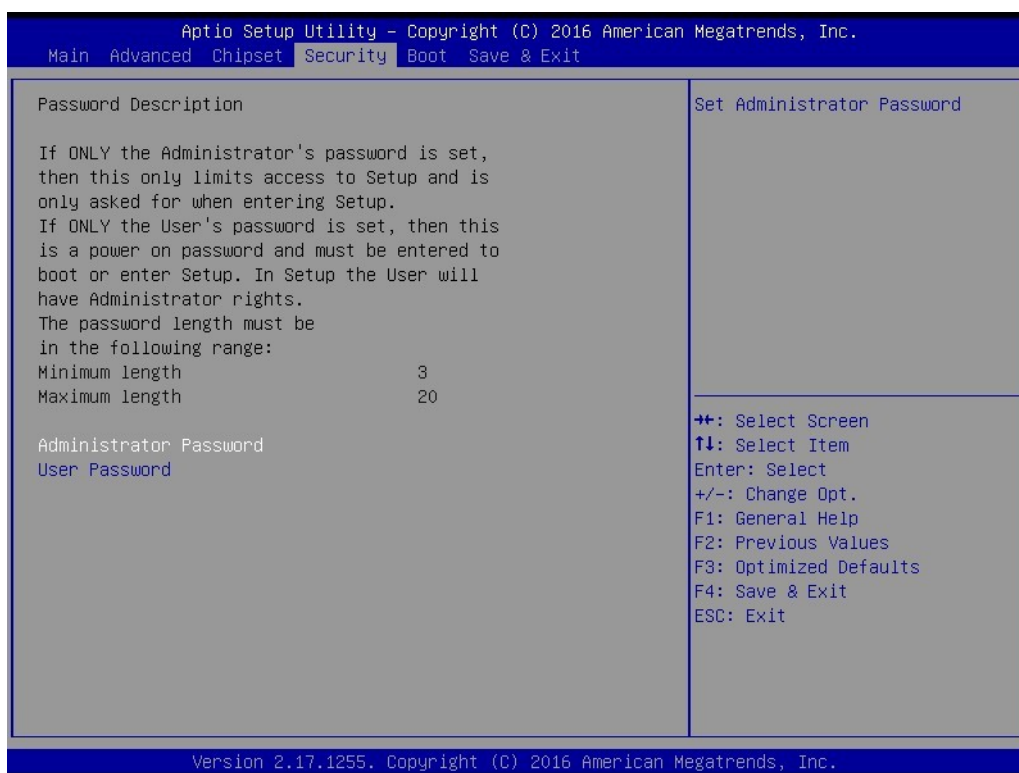 Aptio Setup Utility – Copyright (C) 2016 American Megatrends, Inc.
Main Advanced Chipset Security Boot Save & Exit
Password Description
If ONLY the Administrator's password is set,
then this only limits access to Setup and is
only asked for when entering Setup.
If ONLY the User's password is set, then this
is a power on password and must be entered to
boot or enter Setup. In Setup the User will
have Administrator rights.
The password length must be
in the following range:
Minimum length 3
Maximum length 20
Administrator Password
User Password
Set Administrator Password
→←: Select Screen
↑↓: Select Item
Enter: Select
+/-: Change Opt.
F1: General Help
F2: Previous Values
F3: Optimized Defaults
F4: Save & Exit
ESC: Exit
Version 2.17.1255. Copyright (C) 2016 American Megatrends, Inc.